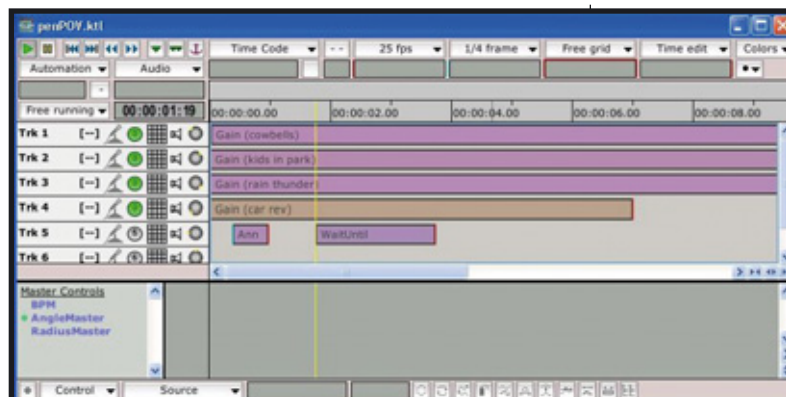 penPOV.ktl
Time Code -- 25 fps 1/4 frame Free grid Time edit Colors
Automation Audio
-
Free running 00:00:01:19 00:00:00.00 00:00:02.00 00:00:04.00 00:00:06.00 00:00:08.00
Trk 1 [--] Gain (cowbells)
Trk 2 [--] Gain (kids in park)
Trk 3 [--] Gain (rain thunder)
Trk 4 [--] Gain (car rev)
Trk 5 [--] Ann WaitUntil
Trk 6 [--]
Master Controls
BPM
AngleMaster
RadiusMaster
Control Source